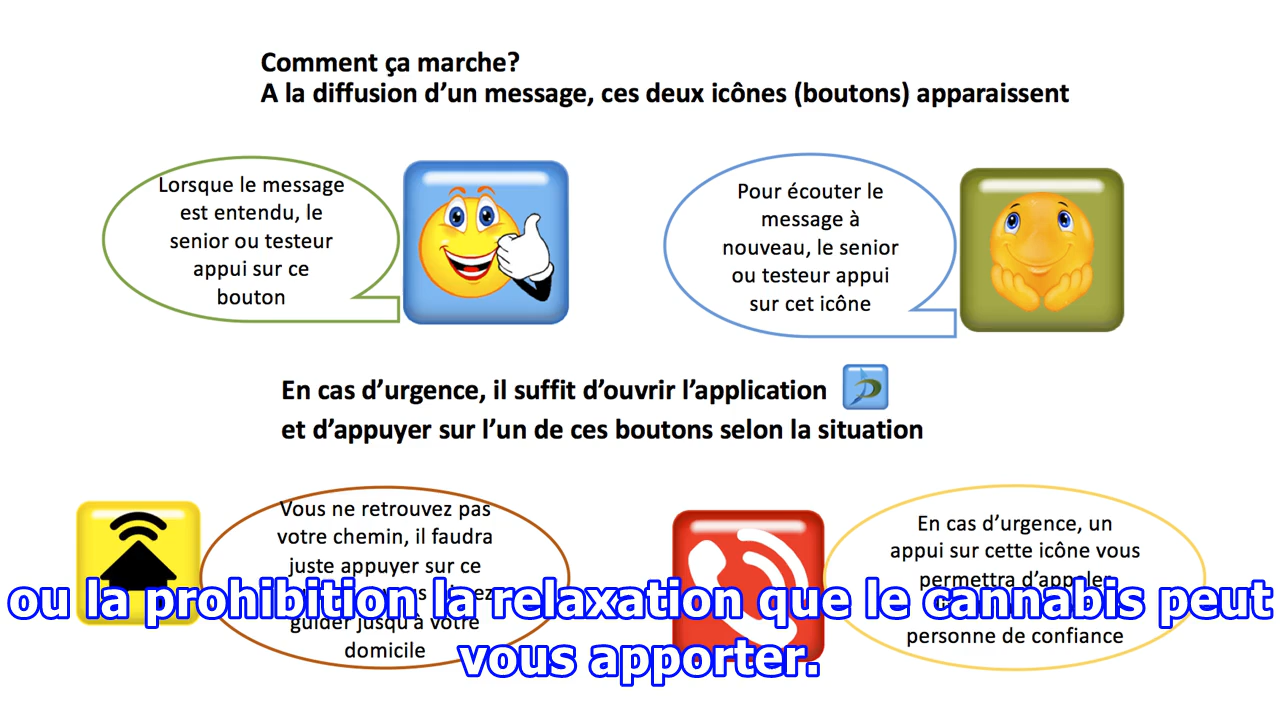 Comment ça marche?
A la diffusion d’un message, ces deux icônes (boutons) apparaissent
Lorsque le message
est entendu, le
senior ou testeur
appui sur ce
bouton
Pour écouter le
message à
nouveau, le senior
ou testeur appui
sur cet icône
En cas d’urgence, il suffit d’ouvrir l’application
et d’appuyer sur l’un de ces boutons selon la situation
Vous ne retrouvez pas
votre chemin, il faudra
juste appuyer sur ce
guider jusqu’à votre
domicile
En cas d’urgence, un
appui sur cette icône vous
permettra d’appeler
personne de confiance
ou la prohibition la relaxation que le cannabis peut
vous apporter.